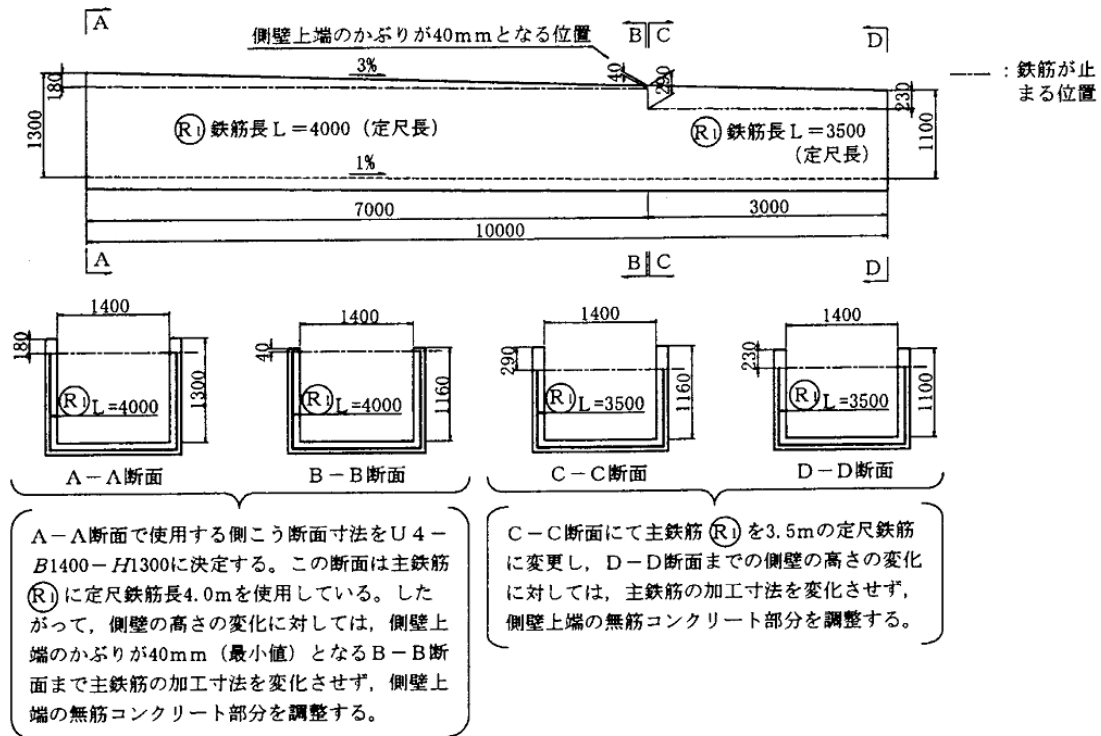 A
側壁上端のかぶりが40mmとなる位置
B C
D
3%
180
40
290
230
―――：鉄筋が止
まる位置
1300
R1 鉄筋長L=4000（定尺長）
R1 鉄筋長L=3500
（定尺長）
1100
1%
7000
3000
10000
A
B C
D
1400
1400
1400
1400
180
40
290
230
1300
1160
1160
1100
R1 L=4000
R1 L=4000
R1 L=3500
R1 L=3500
A－A断面
B－B断面
C－C断面
D－D断面
A－A断面で使用する側こう断面寸法をU4－
B1400－H1300に決定する。この断面は主鉄筋
R1に定尺鉄筋長4.0mを使用している。した
がって，側壁の高さの変化に対しては，側壁上
端のかぶりが40mm（最小値）となるB－B断
面まで主鉄筋の加工寸法を変化させず，側壁上
端の無筋コンクリート部分を調整する。
C－C断面にて主鉄筋R1を3.5mの定尺鉄筋
に変更し，D－D断面までの側壁の高さの変化
に対しては，主鉄筋の加工寸法を変化させず，
側壁上端の無筋コンクリート部分を調整する。